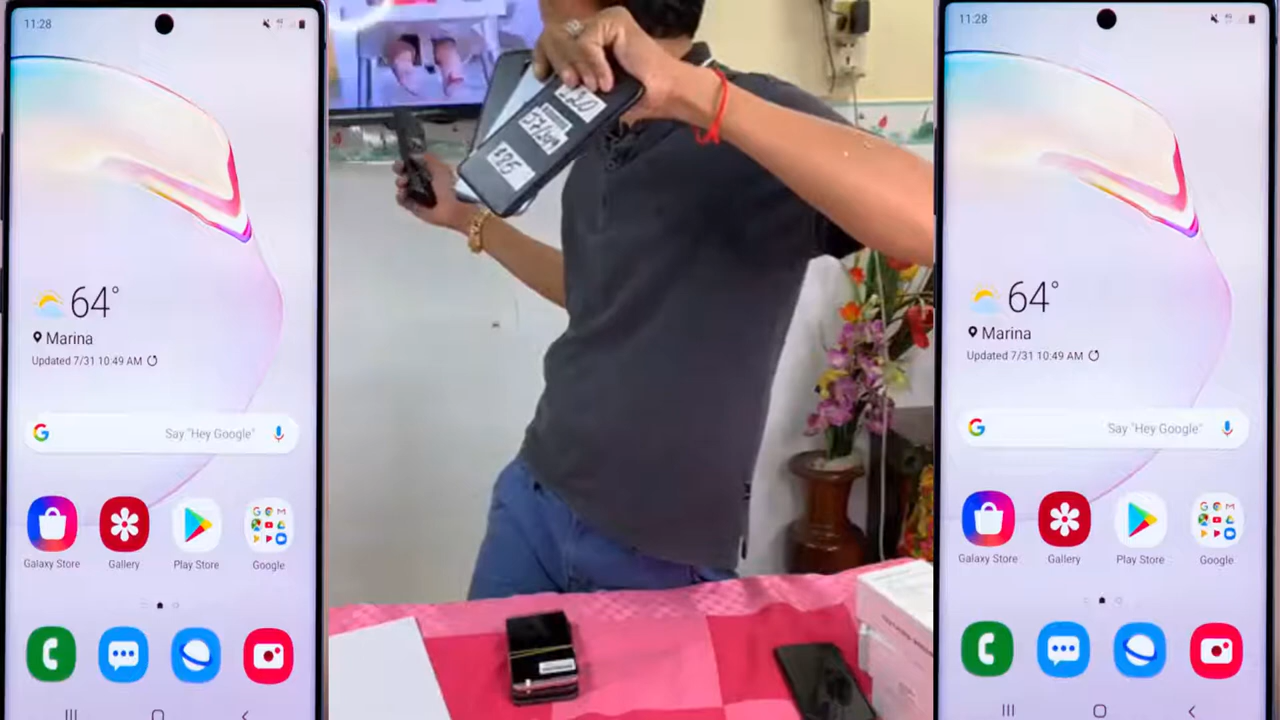 11:28
64°
Marina
Updated 7/31 10:49 AM
Say "Hey Google"
Galaxy Store
Gallery
Play Store
Google
11:28
64°
Marina
Updated 7/31 10:49 AM
Say "Hey Google"
Galaxy Store
Gallery
Play Store
Google